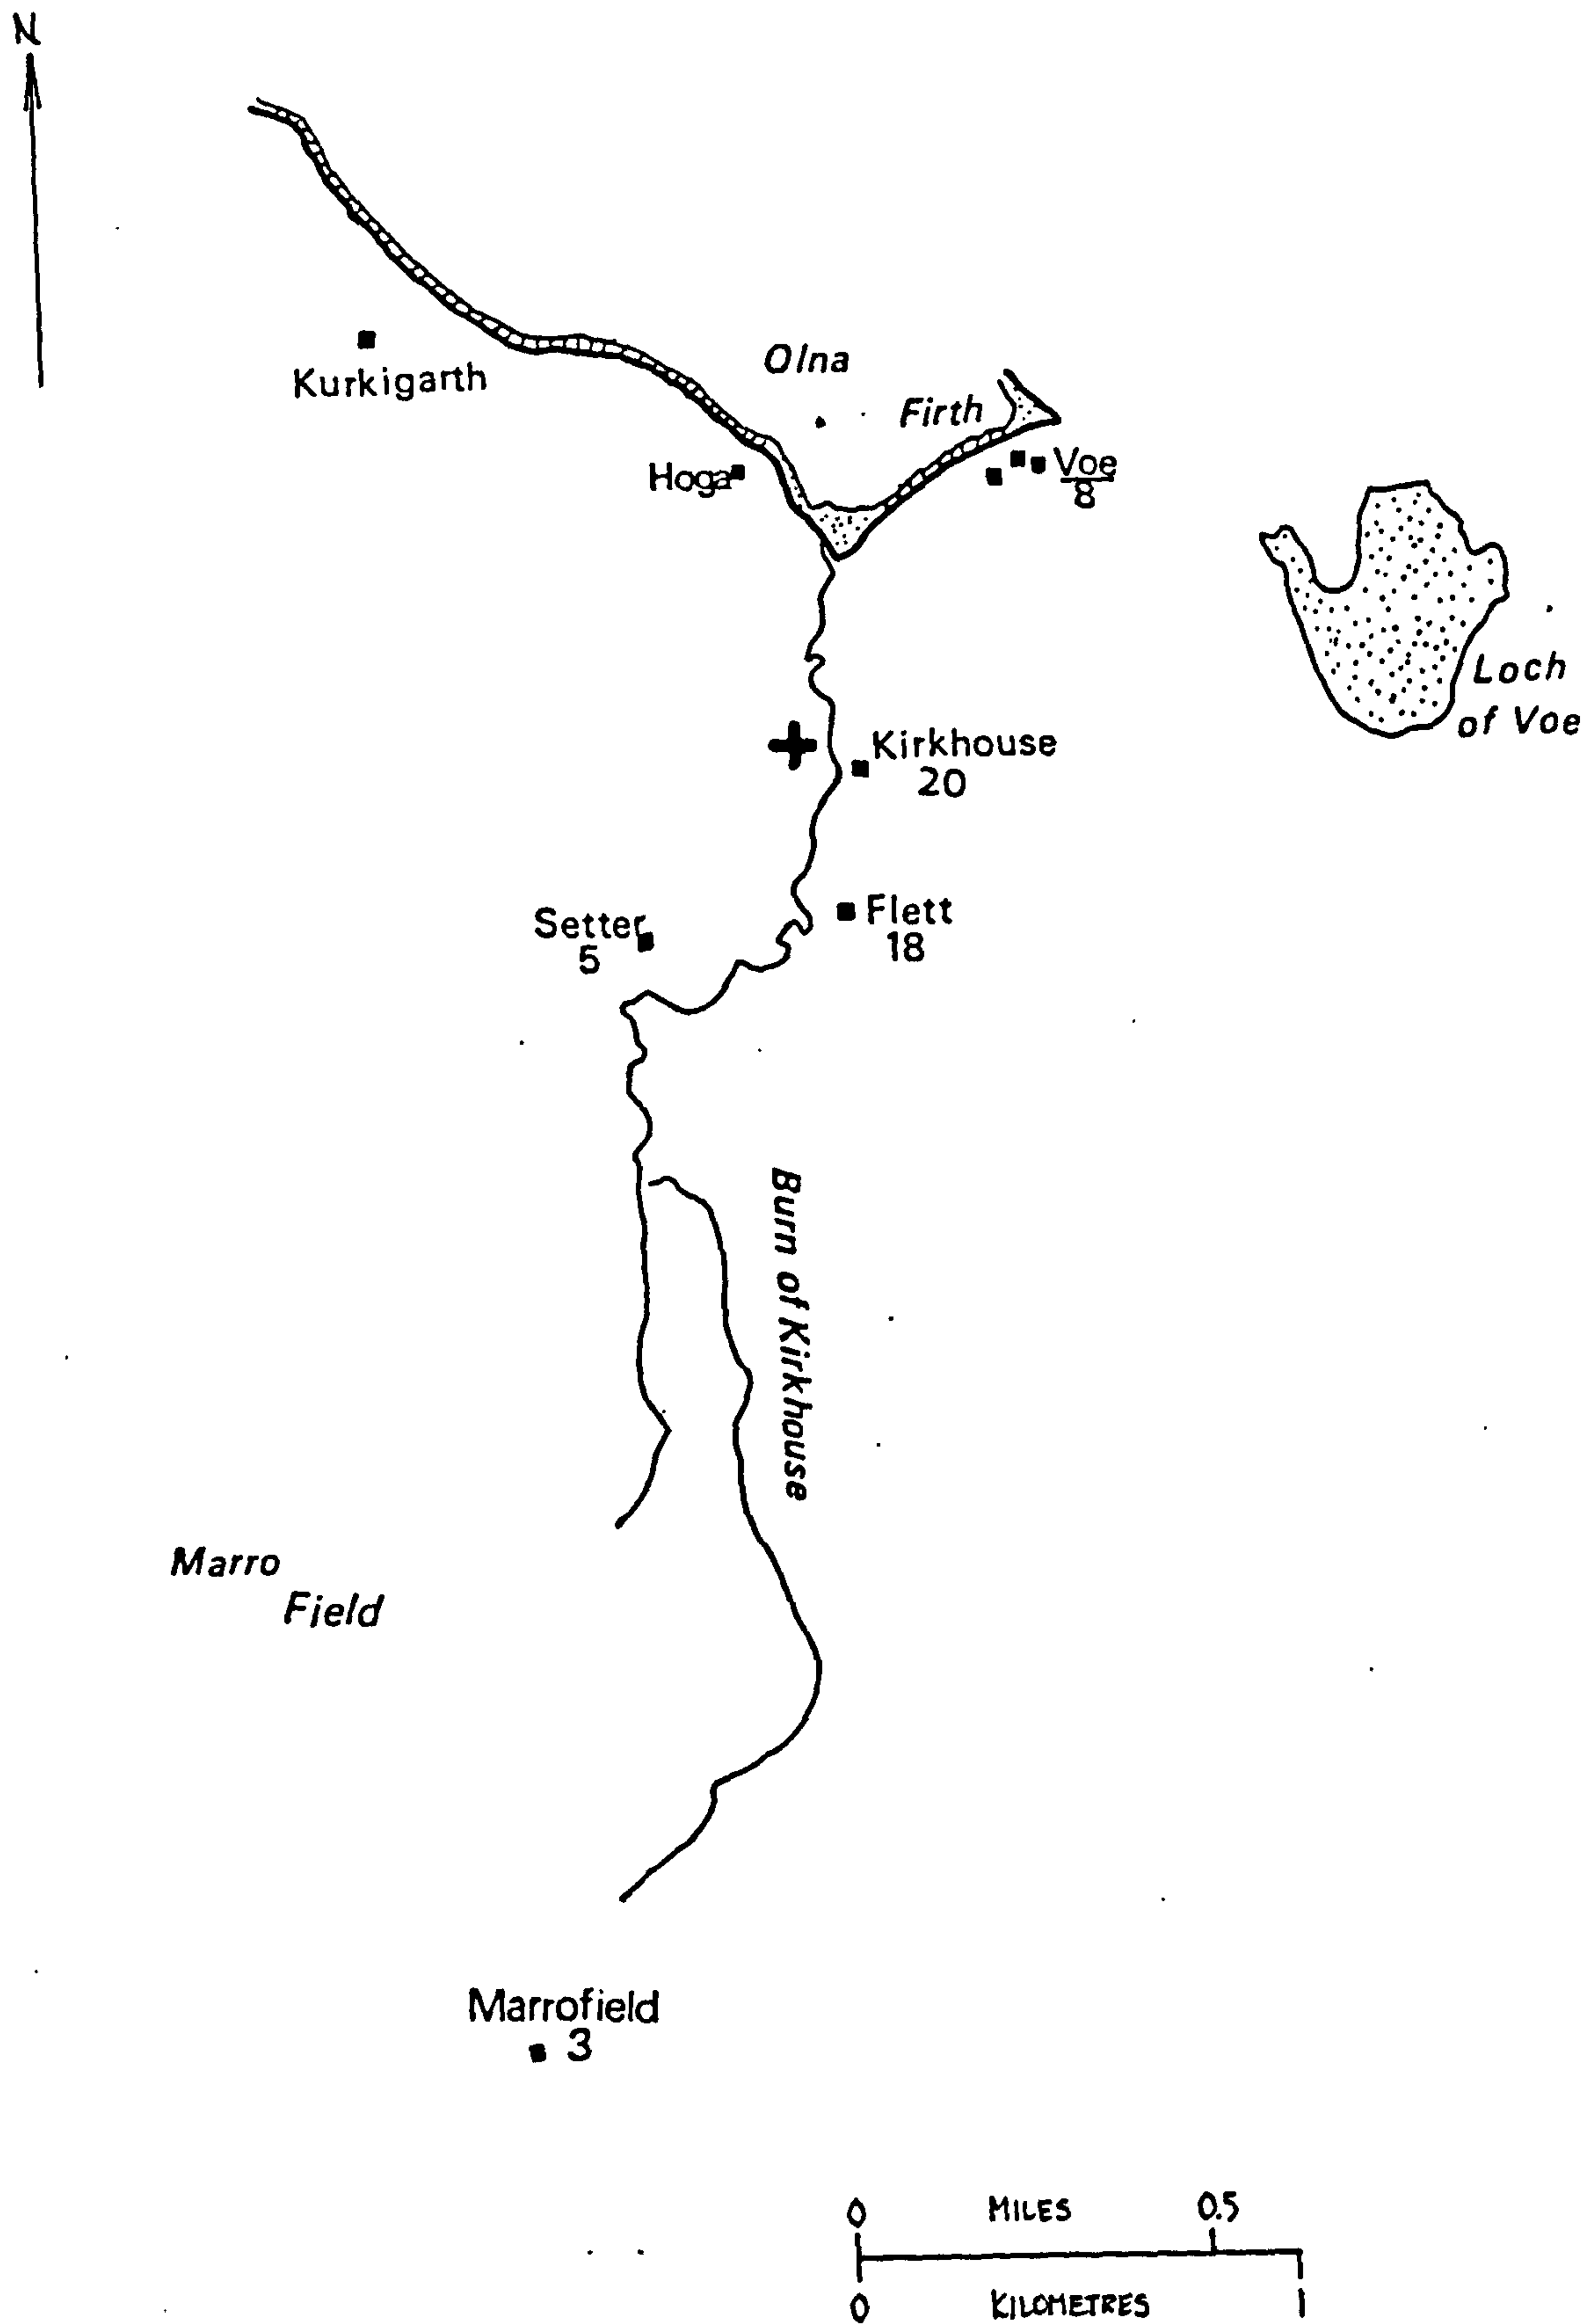 N
Kurkigarth
Olna
Firth
Hoga
Voe
8
Loch
of Voe
Kirkhouse
20
Setter
5
Flett
18
Burn of Kirkhouse
Marro
Field
Marrofield
3
0 MILES 0.5
0 KILOMETRES 1